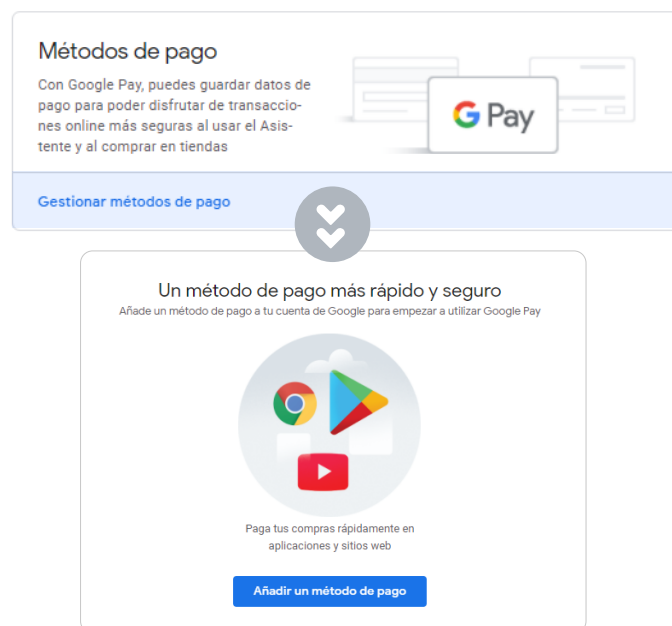 Métodos de pago
Con Google Pay, puedes guardar datos de
pago para poder disfrutar de transaccio-
nes online más seguras al usar el Asis-
tente y al comprar en tiendas
G Pay
Gestionar métodos de pago
Un método de pago más rápido y seguro
Añade un método de pago a tu cuenta de Google para empezar a utilizar Google Pay
Paga tus compras rápidamente en
aplicaciones y sitios web
Añadir un método de pago